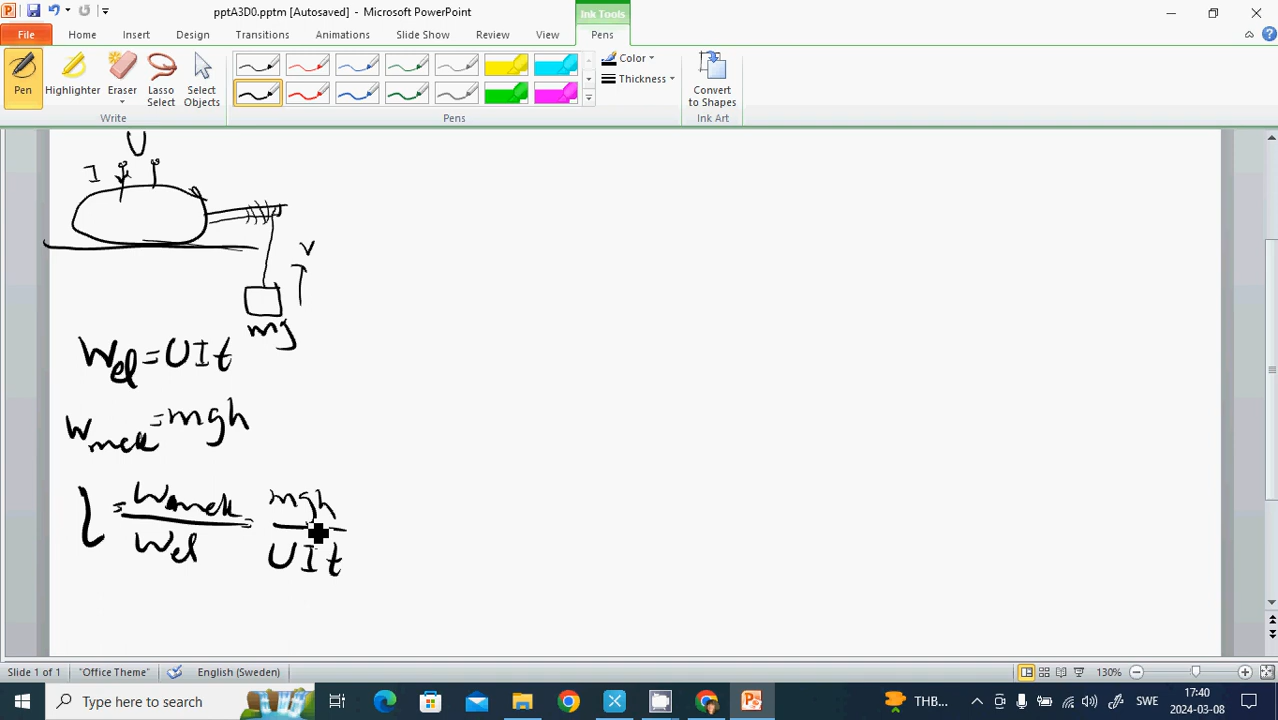 pptA3D0.pptm [Autosaved] - Microsoft PowerPoint
Ink Tools
File Home Insert Design Transitions Animations Slide Show Review View Pens
Pen Highlighter Eraser Lasso Select Select Objects
Color
Thickness
Convert to Shapes
Write Pens Ink Art
U
I
v
mg
Wel = UIt
Wmek = mgh
= Wmek / Wel = mgh / UIt
Slide 1 of 1 "Office Theme" English (Sweden) 130%
Type here to search THB... SWE 17:40
2024-03-08